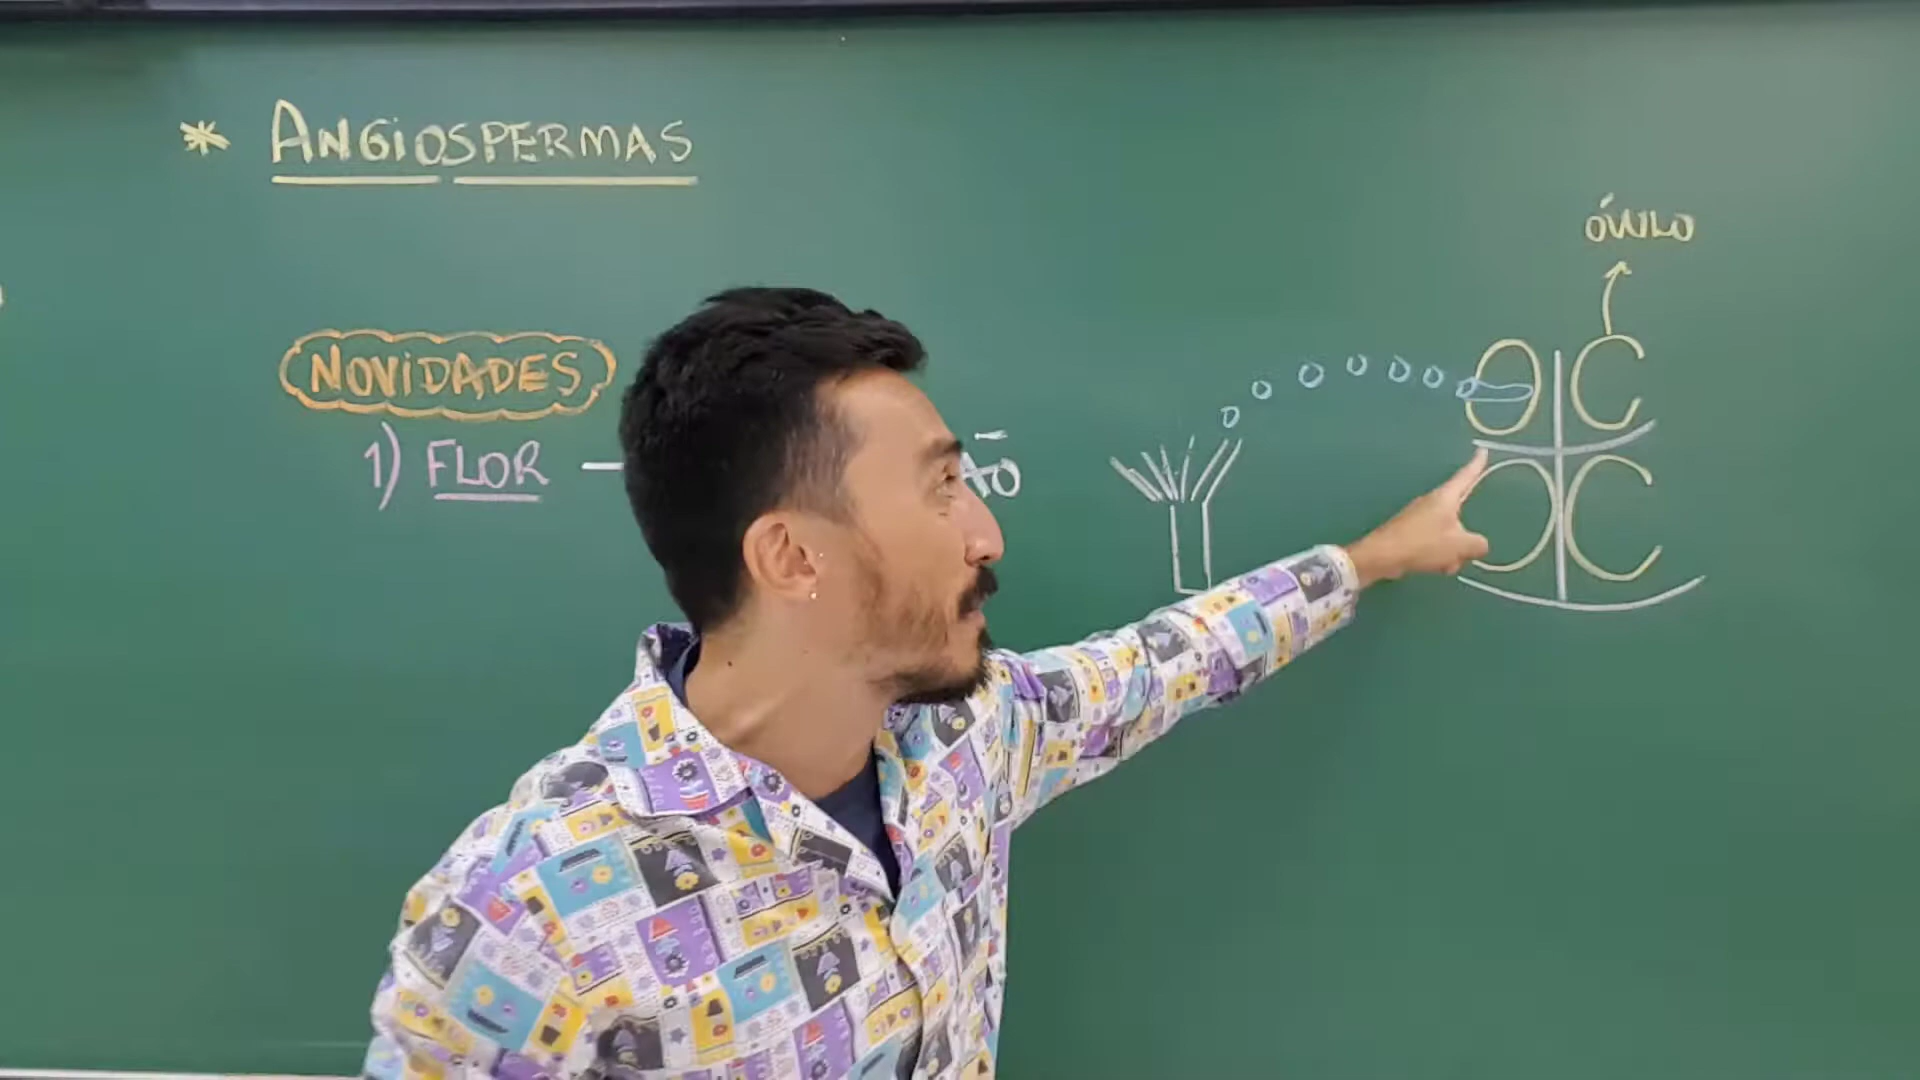 * ANGIOSPERMAS
ÓVULO
NOVIDADES
1) FLOR —